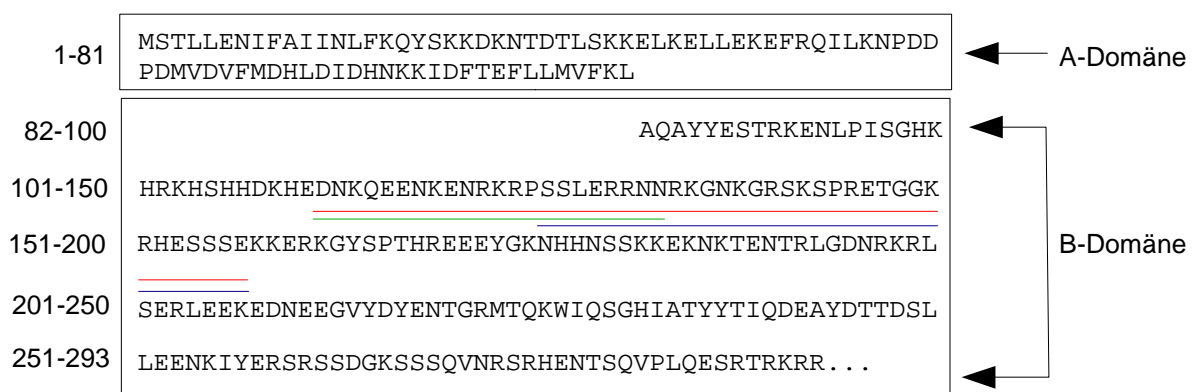 1-81
MSTLLENIFAIINLFKQYSKKDKNTDTLSKKELKELLEKEFRQILKNPDD
PDMVDVFMDHLDIDHNKKIDFTEFLLMVFKL
A-Domäne
82-100
AQAYYESTRKENLPISGHK
101-150
HRKHSHHDKHEDNKQEENKENRKRPSSLERRNNRKGNKGRSKSPRETGGK
151-200
RHESSSEKKERKGYSPTHREEEYGKNHHNSSKKEKNKTENTRLGDNRKRL
B-Domäne
201-250
SERLEEKEDNEEGVYDYENTGRMTQKWIQSGHIATYYTIQDEAYDTTDSL
251-293
LEENKIYERSRSSDGKSSSQVNRSRHENTSQVPLQESRTRKRR...